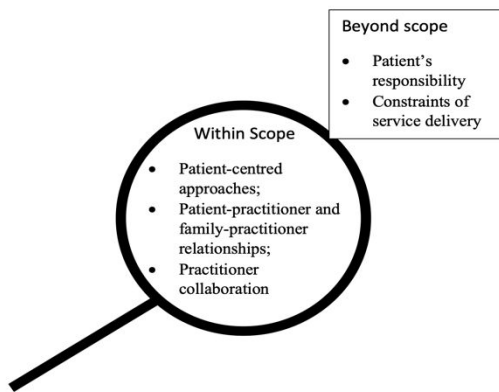 Beyond scope
• Patient’s
responsibility
• Constraints of
service delivery
Within Scope
• Patient-centred
approaches;
• Patient-practitioner and
family-practitioner
relationships;
• Practitioner
collaboration